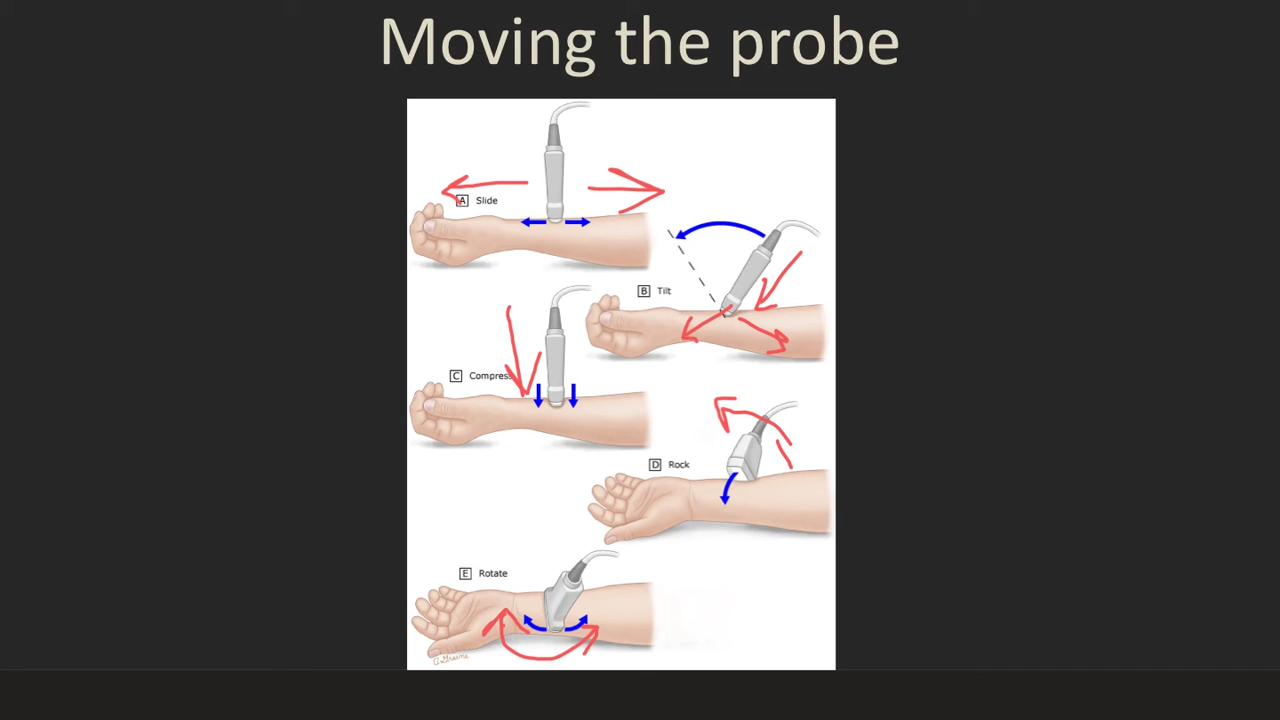 Moving the probe
A Slide
B Tilt
C Compress
D Rock
E Rotate